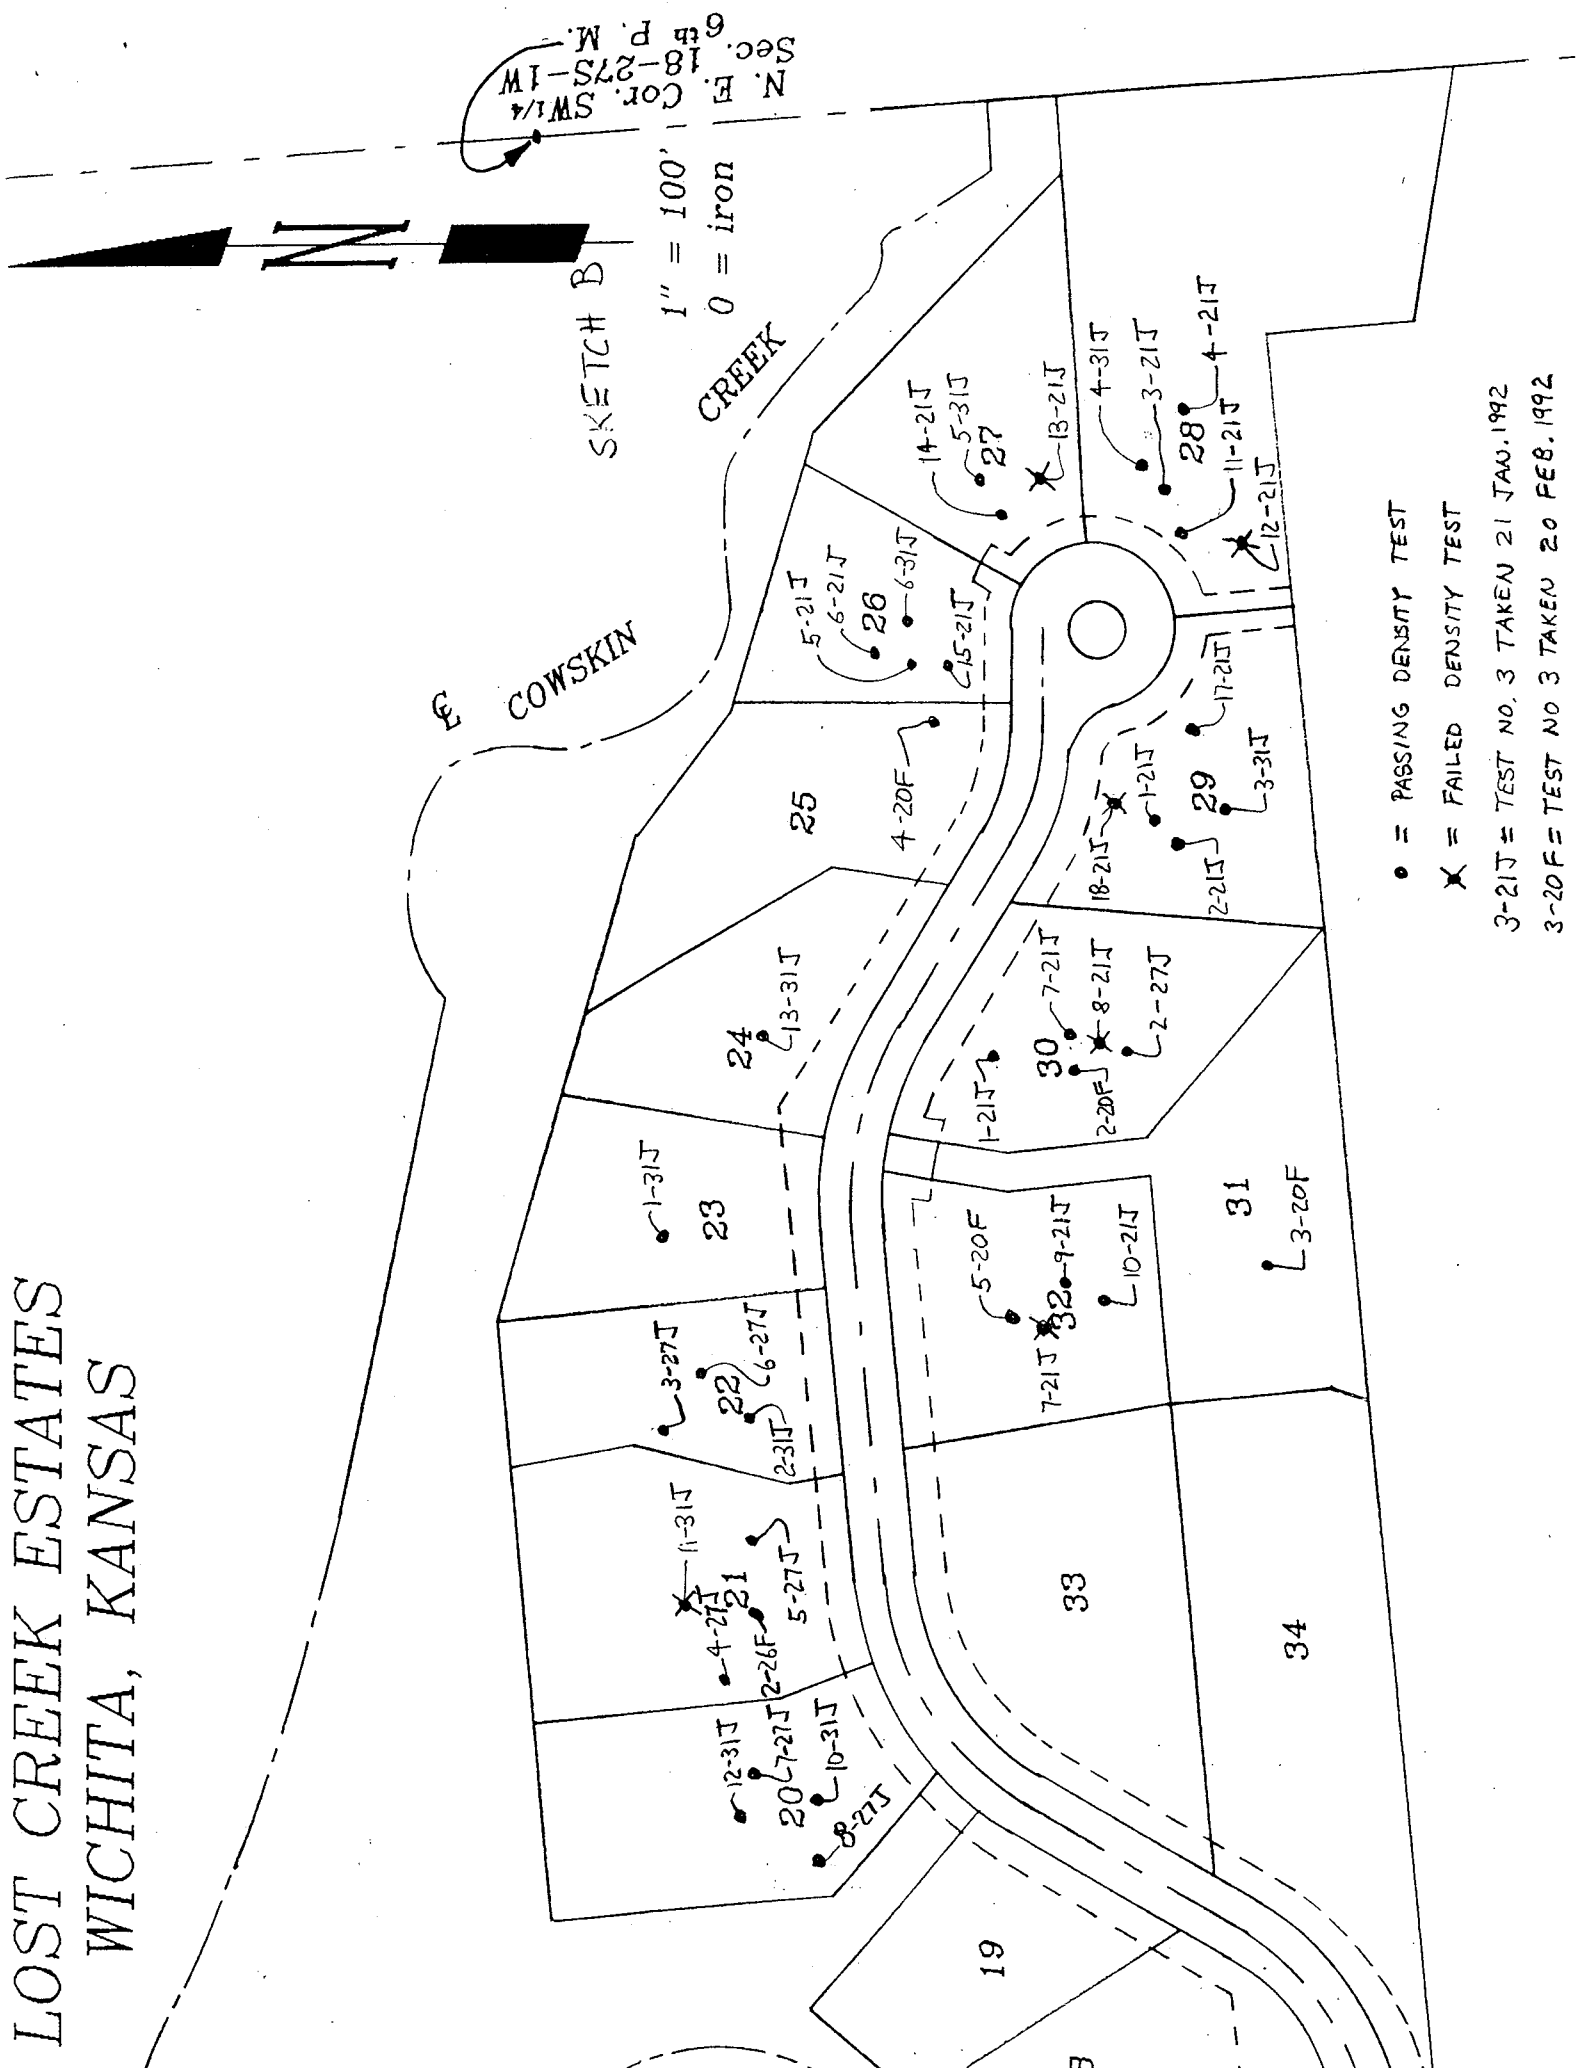 LOST CREEK ESTATES
WICHITA, KANSAS
N. E. Cor. SW1/4
Sec. 18-27S-1W
6th P. M.
N
SKETCH B
1" = 100'
0 = iron
℄
COWSKIN
CREEK
19
20
12-31J
7-27J
10-31J
8-27J
21
11-31J
4-27J
2-26F
5-27J
22
3-27J
6-27J
2-31J
23
1-31J
24
13-31J
25
4-20F
26
5-21J
6-21J
6-31J
15-21J
27
14-21J
5-31J
13-21J
28
4-31J
3-21J
4-21J
11-21J
12-21J
29
17-21J
18-21J
1-21J
2-21J
3-31J
30
1-21J
7-21J
8-21J
2-20F
2-27J
31
3-20F
32
5-20F
7-21J
9-21J
10-21J
33
34
• = PASSING DENSITY TEST
X = FAILED DENSITY TEST
3-21J = TEST NO. 3 TAKEN 21 JAN. 1992
3-20F = TEST NO 3 TAKEN 20 FEB. 1992